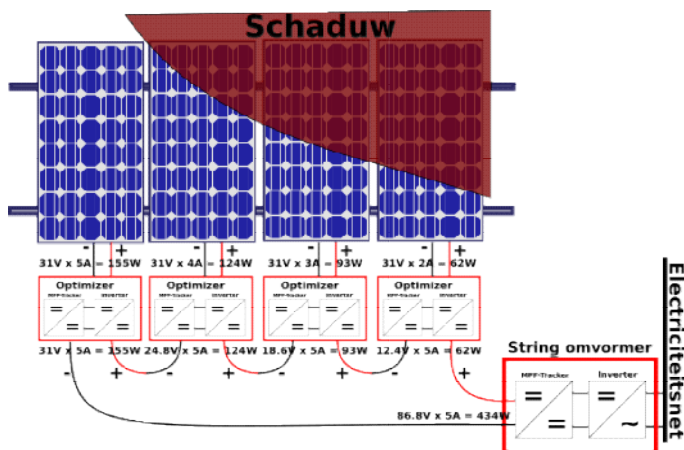 Schaduw
- + - + - + - +
31V x 5A = 155W 31V x 4A = 124W 31V x 3A = 93W 31V x 2A = 62W
Optimizer Optimizer Optimizer Optimizer
MPP-Tracker Inverter MPP-Tracker Inverter MPP-Tracker Inverter MPP-Tracker Inverter
31V x 5A = 155W 24.8V x 5A = 124W 18.6V x 5A = 93W 12.4V x 5A = 62W
- + - + - + - +
String omvormer
MPP-Tracker Inverter
86.8V x 5A = 434W
Electriciteitsnet